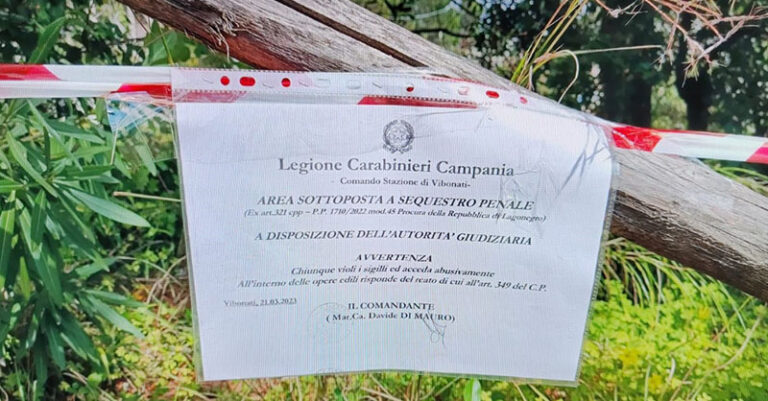 Legione Carabinieri Campania
- Comando Stazione di Vibonati-
AREA SOTTOPOSTA A SEQUESTRO PENALE
(Ex art.321 cpp – P.P. 1710/2022 mod.45 Procura della Repubblica di Lagonegro)
A DISPOSIZIONE DELL'AUTORITA' GIUDIZIARIA
AVVERTENZA
Chiunque violi i sigilli ed acceda abusivamente
All'interno delle opere edili risponde del reato di cui all'art. 349 del C.P.
Vibonati, 21.03.2023
IL COMANDANTE
( Mar.Ca. Davide DI MAURO)